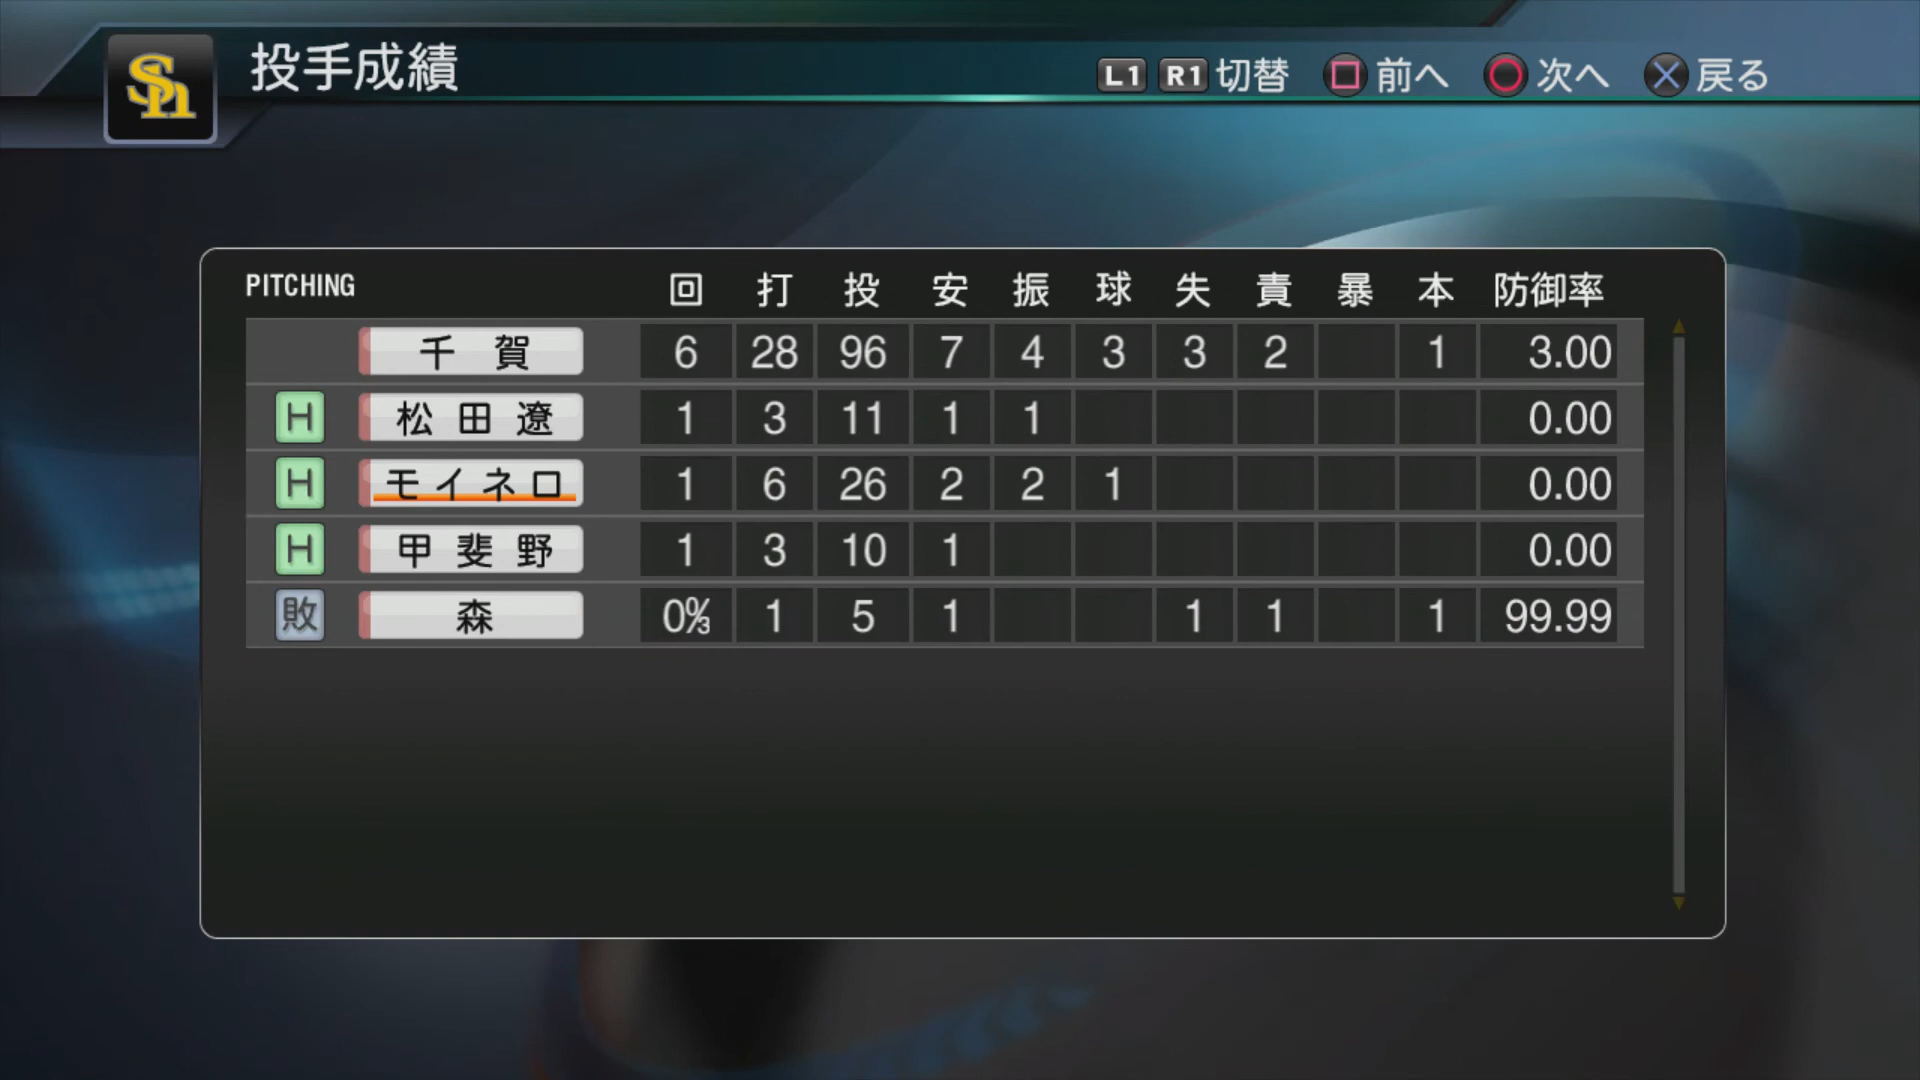 投手成績 L1 R1 切替 前へ 次へ 戻る
PITCHING 回 打 投 安 振 球 失 責 暴 本 防御率
千賀 6 28 96 7 4 3 3 2 1 3.00
H 松田遼 1 3 11 1 1 0.00
H モイネロ 1 6 26 2 2 1 0.00
H 甲斐野 1 3 10 1 0.00
敗 森 0⅓ 1 5 1 1 1 1 99.99